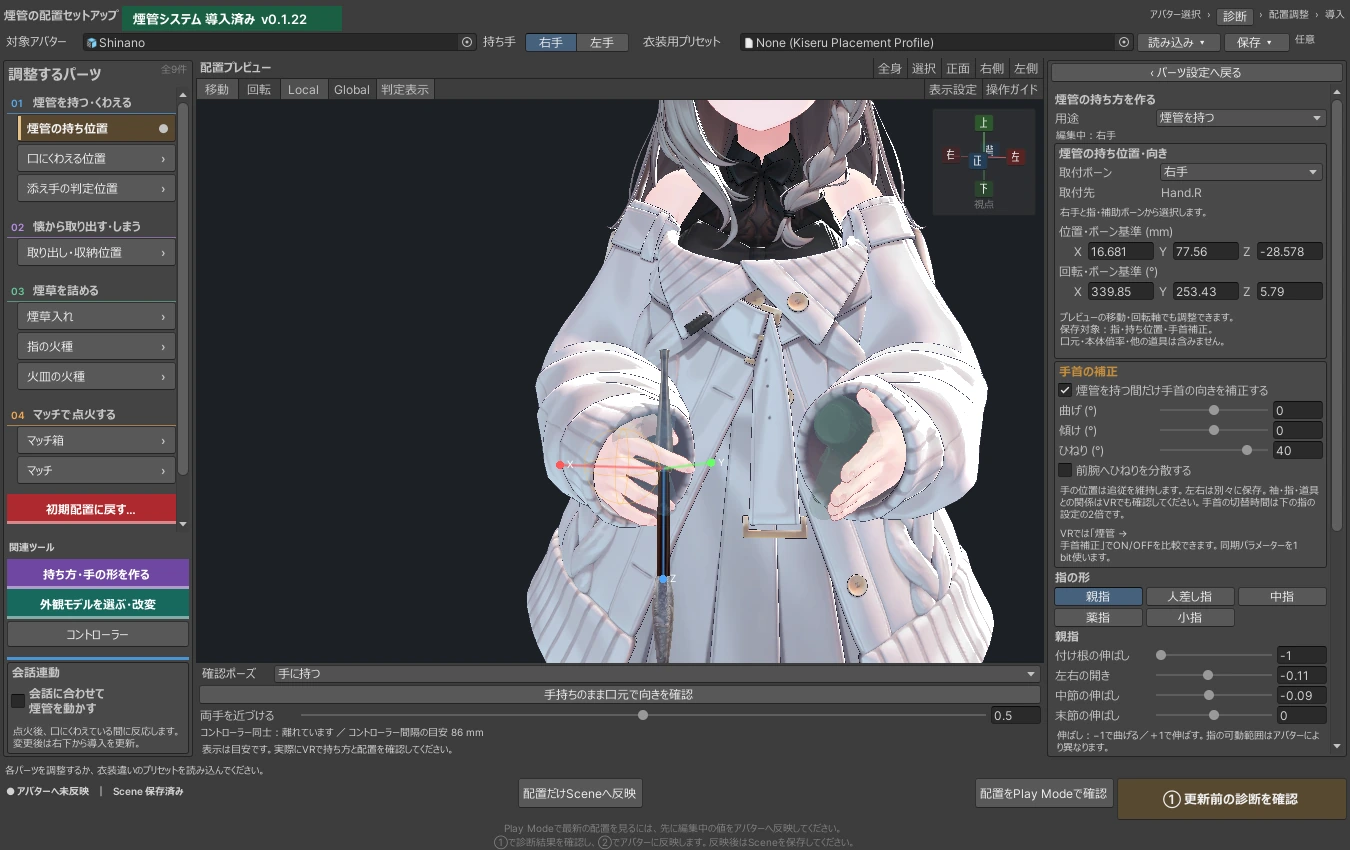 煙管の配置セットアップ
煙管システム 導入済み v0.1.22
アバター選択 › 診断 › 配置調整 › 導入
対象アバター Shinano 持ち手 右手 左手 衣装用プリセット None (Kiseru Placement Profile) 読み込み 保存 任意
調整するパーツ 全9件
01 煙管を持つ・くわえる
煙管の持ち位置
口にくわえる位置 ›
添え手の判定位置 ›
02 懐から取り出す・しまう
取り出し・収納位置 ›
03 煙草を詰める
煙草入れ ›
指の火種 ›
火皿の火種 ›
04 マッチで点火する
マッチ箱 ›
マッチ ›
初期配置に戻す...
関連ツール
持ち方・手の形を作る
外観モデルを選ぶ・改変
コントローラー
会話連動
会話に合わせて
煙管を動かす
点火後、口にくわえている間に反応します。
変更後は右下から導入を更新。
配置プレビュー 全身 選択 正面 右側 左側
移動 回転 Local Global 判定表示 表示設定 操作ガイド
上
右 正 背 左
下
視点
X Y
Z
確認ポーズ 手に持つ
手持ちのまま口元で向きを確認
両手を近づける 0.5
コントローラー同士：離れています ／ コントローラー間隔の目安 86 mm
表示は目安です。実際にVRで持ち方と配置を確認してください。
‹ パーツ設定へ戻る
煙管の持ち方を作る
用途 煙管を持つ
編集中：右手
煙管の持ち位置・向き
取付ボーン 右手
取付先 Hand.R
右手と指・補助ボーンから選択します。
位置・ボーン基準 (mm)
X 16.681 Y 77.56 Z -28.578
回転・ボーン基準 (°)
X 339.85 Y 253.43 Z 5.79
プレビューの移動・回転軸でも調整できます。
保存対象：指・持ち位置・手首補正。
口元・本体倍率・他の道具は含みません。
手首の補正
煙管を持つ間だけ手首の向きを補正する
曲げ (°) 0
傾け (°) 0
ひねり (°) 40
前腕へひねりを分散する
手の位置は追従を維持します。左右は別々に保存。袖・指・道具
との関係はVRでも確認してください。手首の切替時間は下の指の
設定の2倍です。
VRでは「煙管 →
手首補正」でON/OFFを比較できます。同期パラメーターを1
bit使います。
指の形
親指 人差し指 中指
薬指 小指
親指
付け根の伸ばし -1
左右の開き -0.11
中節の伸ばし -0.09
末節の伸ばし 0
伸ばし：−1で曲げる／＋1で伸ばす。指の可動範囲はアバターによ
り異なります。
各パーツを調整するか、衣装違いのプリセットを読み込んでください。
● アバターへ未反映 | Scene 保存済み
配置だけSceneへ反映
配置をPlay Modeで確認
① 更新前の診断を確認
Play Modeで最新の配置を見るには、先に編集中の値をアバターへ反映してください。
①で診断結果を確認し、②でアバターに反映します。反映後はSceneを保存してください。